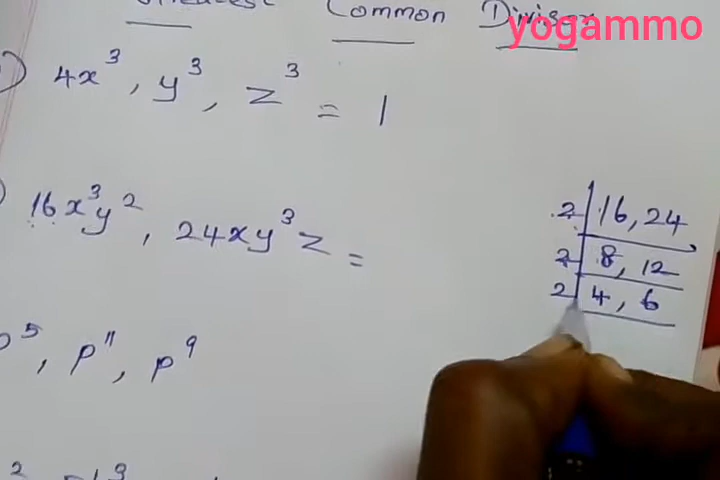 Greatest Common Divisor
yogammo
) 4x³, y³, z³ = 1
) 16x³y², 24xy³z =
2 | 16, 24
2 | 8, 12
2 | 4, 6
p⁵, p¹¹, p⁹